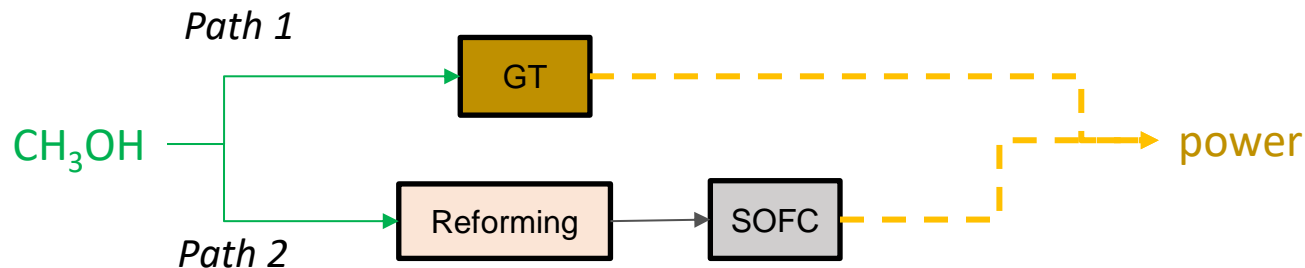 Path 1
GT
CH₃OH
power
Reforming
SOFC
Path 2